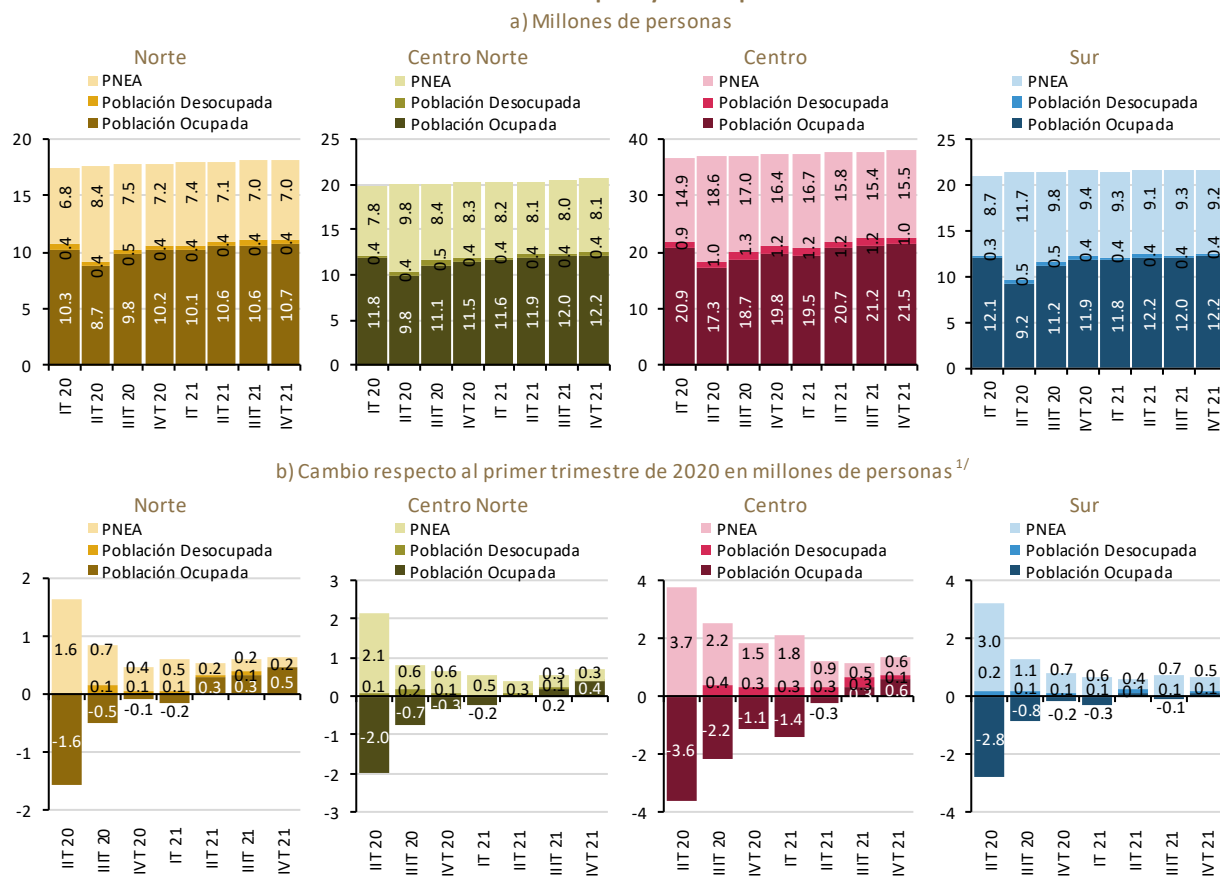 a) Millones de personas
Norte
PNEA
Población Desocupada
Población Ocupada
20
15
10
5
0
6.8 8.4 7.5 7.2 7.4 7.1 7.0 7.0
0.4 0.4 0.5 0.4 0.4 0.4 0.4 0.4
10.3 8.7 9.8 10.2 10.1 10.6 10.6 10.7
IT 20 IIT 20 IIIT 20 IVT 20 IT 21 IIT 21 IIIT 21 IVT 21
Centro Norte
PNEA
Población Desocupada
Población Ocupada
25
20
15
10
5
0
7.8 9.8 8.4 8.3 8.2 8.1 8.0 8.1
0.4 0.4 0.5 0.4 0.4 0.4 0.4 0.4
11.8 9.8 11.1 11.5 11.6 11.9 12.0 12.2
IT 20 IIT 20 IIIT 20 IVT 20 IT 21 IIT 21 IIIT 21 IVT 21
Centro
PNEA
Población Desocupada
Población Ocupada
40
30
20
10
0
14.9 18.6 17.0 16.4 16.7 15.8 15.4 15.5
0.9 1.0 1.3 1.2 1.2 1.2 1.2 1.0
20.9 17.3 18.7 19.8 19.5 20.7 21.2 21.5
IT 20 IIT 20 IIIT 20 IVT 20 IT 21 IIT 21 IIIT 21 IVT 21
Sur
PNEA
Población Desocupada
Población Ocupada
25
20
15
10
5
0
8.7 11.7 9.8 9.4 9.3 9.1 9.3 9.2
0.3 0.5 0.5 0.4 0.4 0.4 0.4 0.4
12.1 9.2 11.2 11.9 11.8 12.2 12.0 12.2
IT 20 IIT 20 IIIT 20 IVT 20 IT 21 IIT 21 IIIT 21 IVT 21
b) Cambio respecto al primer trimestre de 2020 en millones de personas 1/
Norte
PNEA
Población Desocupada
Población Ocupada
2
1
0
-1
-2
1.6 0.7 0.4 0.5 0.2 0.2 0.2
0.1 0.1 0.1 0.1
-1.6 -0.5 -0.1 -0.2 0.3 0.3 0.5
IIT 20 IIIT 20 IVT 20 IT 21 IIT 21 IIIT 21 IVT 21
Centro Norte
PNEA
Población Desocupada
Población Ocupada
3
2
1
0
-1
-2
-3
2.1 0.6 0.6 0.5 0.3 0.3 0.3
0.1 0.2 0.1 0.1
-2.0 -0.7 -0.3 -0.2 0.2 0.4
IIT 20 IIIT 20 IVT 20 IT 21 IIT 21 IIIT 21 IVT 21
Centro
PNEA
Población Desocupada
Población Ocupada
4
2
0
-2
-4
3.7 2.2 1.5 1.8 0.9 0.5 0.6
0.4 0.3 0.3 0.3 0.3 0.1
-3.6 -2.2 -1.1 -1.4 -0.3 0.3 0.6
IIT 20 IIIT 20 IVT 20 IT 21 IIT 21 IIIT 21 IVT 21
Sur
PNEA
Población Desocupada
Población Ocupada
4
2
0
-2
-4
3.0 1.1 0.7 0.6 0.4 0.7 0.5
0.2 0.1 0.1 0.1 0.1 0.1
-2.8 -0.8 -0.2 -0.3 -0.1
IIT 20 IIIT 20 IVT 20 IT 21 IIT 21 IIIT 21 IVT 21